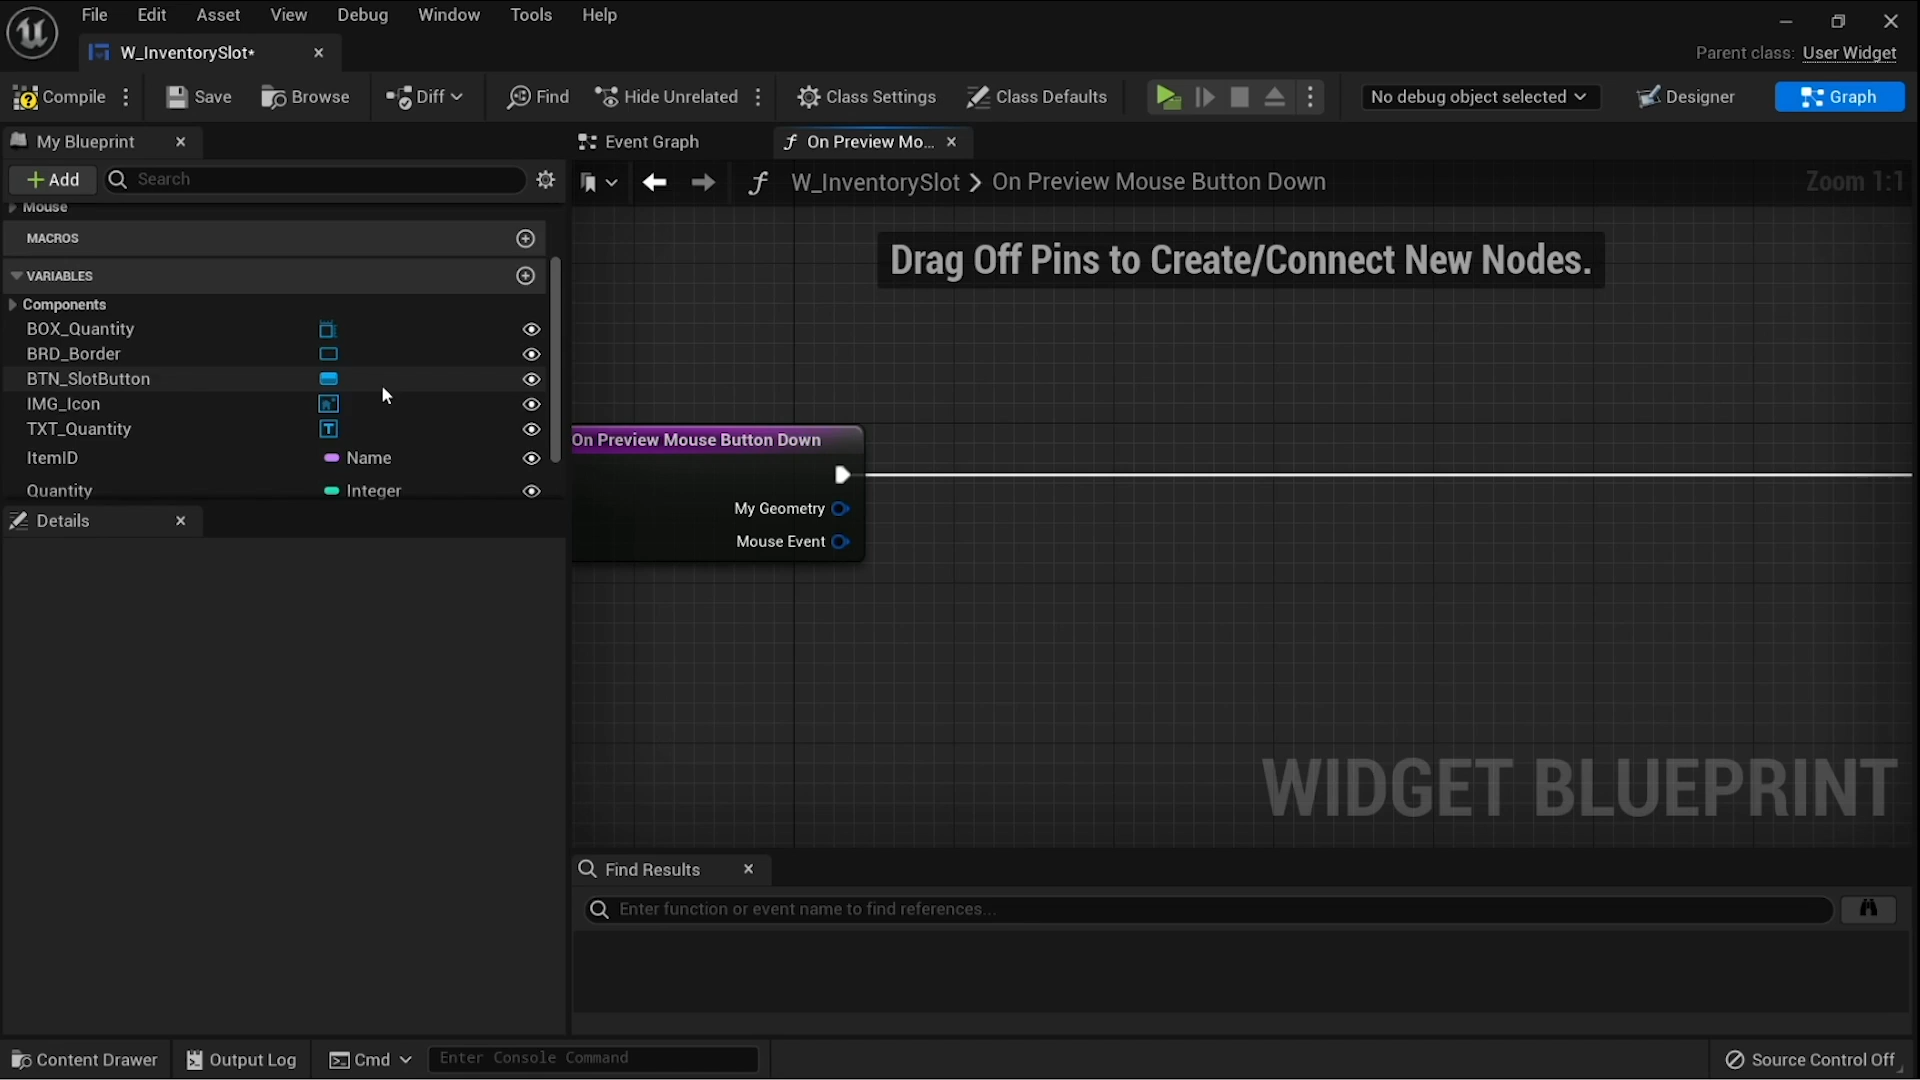 File Edit Asset View Debug Window Tools Help
W_InventorySlot*
Parent class: User Widget
Compile Save Browse Diff Find Hide Unrelated Class Settings Class Defaults No debug object selected Designer Graph
My Blueprint
Event Graph On Preview Mo...
Add Search
W_InventorySlot On Preview Mouse Button Down Zoom 1:1
Mouse
MACROS
VARIABLES
Components
BOX_Quantity
BRD_Border
BTN_SlotButton
IMG_Icon
TXT_Quantity
ItemID Name
Quantity Integer
Details
Drag Off Pins to Create/Connect New Nodes.
On Preview Mouse Button Down
My Geometry
Mouse Event
WIDGET BLUEPRINT
Find Results
Enter function or event name to find references...
Content Drawer Output Log Cmd Enter Console Command Source Control Off